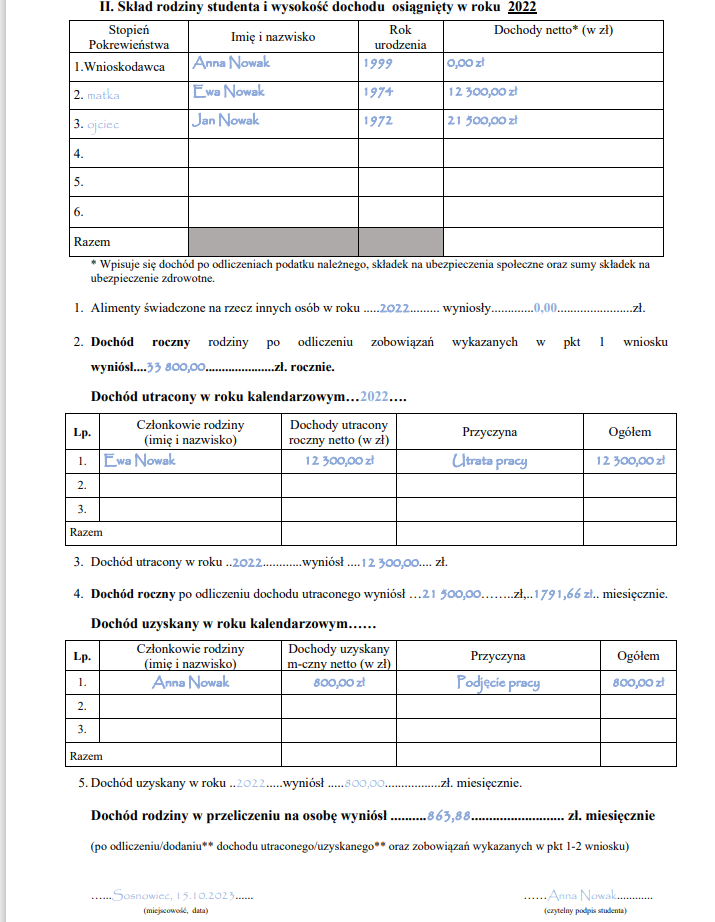 II. Skład rodziny studenta i wysokość dochodu osiągnięty w roku 2022
Stopień Pokrewieństwa Imię i nazwisko Rok urodzenia Dochody netto* (w zł)
1.Wnioskodawca Anna Nowak 1999 0,00 zł
2. matka Ewa Nowak 1974 12 300,00 zł
3. ojciec Jan Nowak 1972 21 500,00 zł
4.
5.
6.
Razem
* Wpisuje się dochód po odliczeniach podatku należnego, składek na ubezpieczenia społeczne oraz sumy składek na
ubezpieczenie zdrowotne.
1. Alimenty świadczone na rzecz innych osób w roku .....2022......... wyniosły.............0,00.......................zł.
2. Dochód roczny rodziny po odliczeniu zobowiązań wykazanych w pkt 1 wniosku
wyniósł....33 800,00.....................zł. rocznie.
Dochód utracony w roku kalendarzowym…2022….
Lp. Członkowie rodziny (imię i nazwisko) Dochody utracony roczny netto (w zł) Przyczyna Ogółem
1. Ewa Nowak 12 300,00 zł Utrata pracy 12 300,00 zł
2.
3.
Razem
3. Dochód utracony w roku ..2022............wyniósł ....12 300,00.... zł.
4. Dochód roczny po odliczeniu dochodu utraconego wyniósł …21 500,00……..zł,..1791,66 zł.. miesięcznie.
Dochód uzyskany w roku kalendarzowym……
Lp. Członkowie rodziny (imię i nazwisko) Dochody uzyskany m-czny netto (w zł) Przyczyna Ogółem
1. Anna Nowak 800,00 zł Podjęcie pracy 800,00 zł
2.
3.
Razem
5. Dochód uzyskany w roku ..2022.....wyniósł .....800,00.................zł. miesięcznie.
Dochód rodziny w przeliczeniu na osobę wyniósł ..........863,88.......................... zł. miesięcznie
(po odliczeniu/dodaniu** dochodu utraconego/uzyskanego** oraz zobowiązań wykazanych w pkt 1-2 wniosku)
…...Sosnowiec, 15.10.2023...... ……Anna Nowak...........
(miejscowość, data) (czytelny podpis studenta)